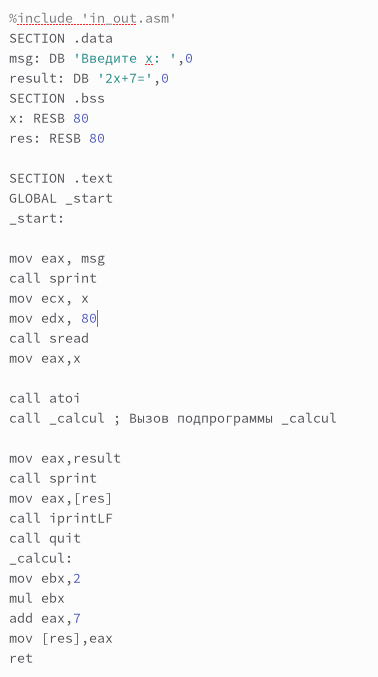 %include 'in_out.asm'
SECTION .data
msg: DB 'Введите x: ',0
result: DB '2x+7=',0
SECTION .bss
x: RESB 80
res: RESB 80
SECTION .text
GLOBAL _start
_start:
mov eax, msg
call sprint
mov ecx, x
mov edx, 80
call sread
mov eax,x
call atoi
call _calcul ; Вызов подпрограммы _calcul
mov eax,result
call sprint
mov eax,[res]
call iprintLF
call quit
_calcul:
mov ebx,2
mul ebx
add eax,7
mov [res],eax
ret